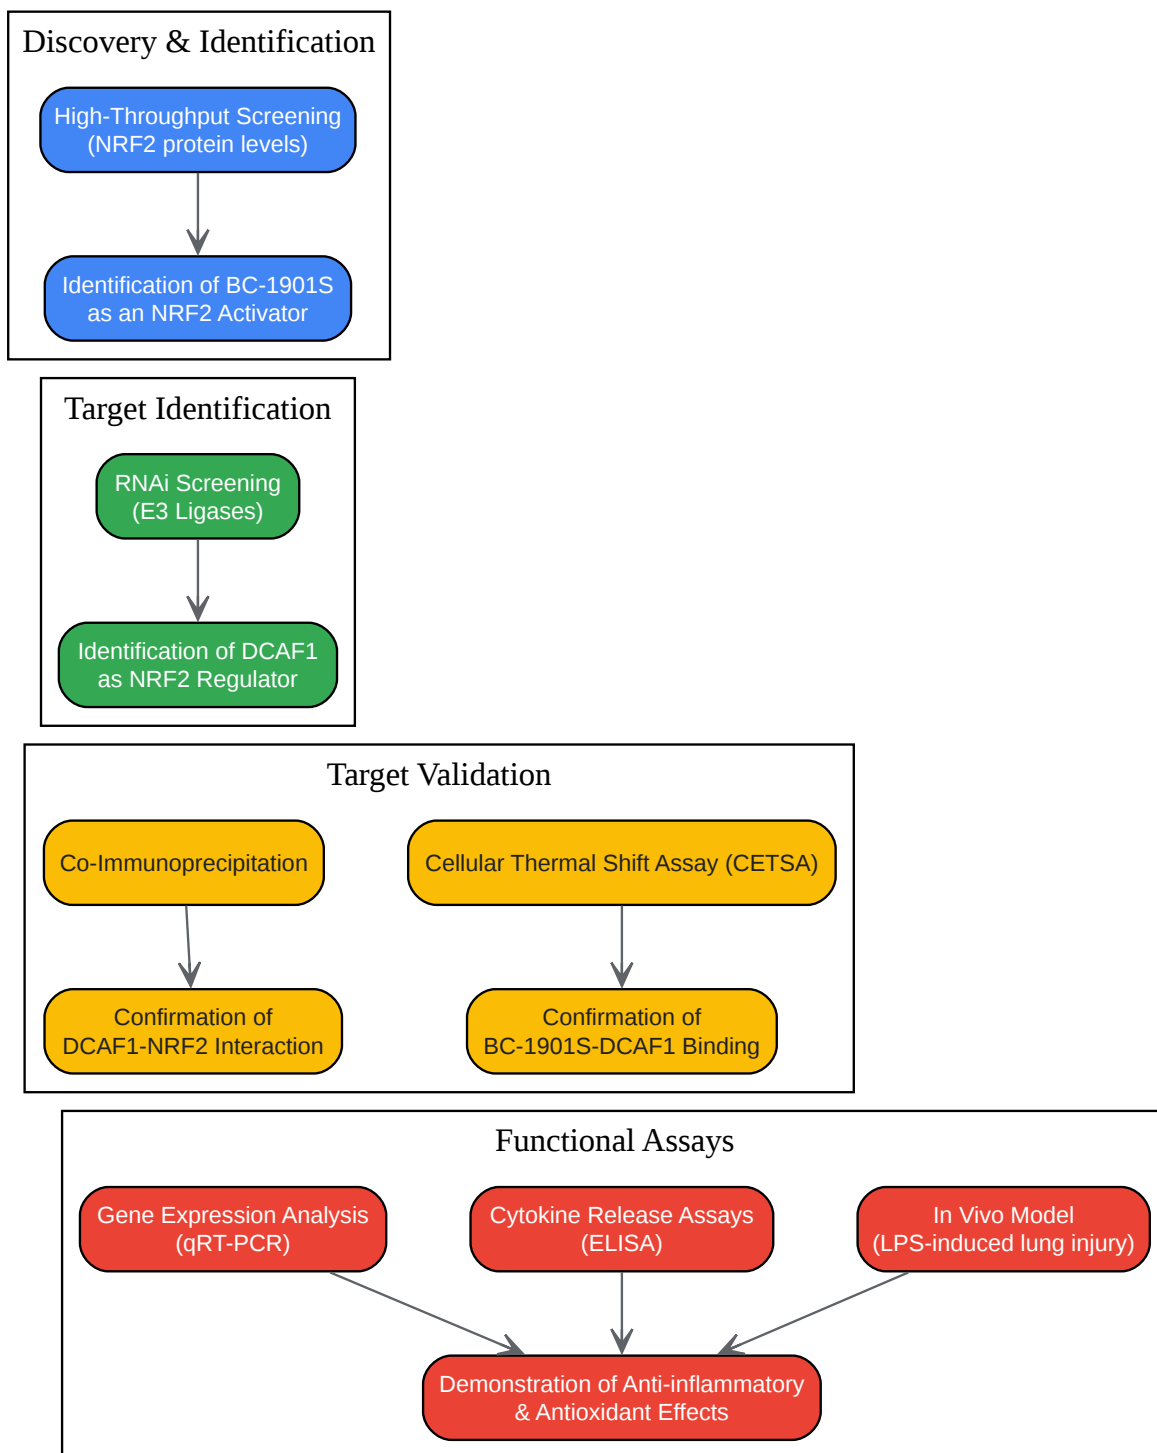 Discovery & Identification
High-Throughput Screening
(NRF2 protein levels)
Identification of BC-1901S
as an NRF2 Activator
Target Identification
RNAi Screening
(E3 Ligases)
Identification of DCAF1
as NRF2 Regulator
Target Validation
Co-Immunoprecipitation
Cellular Thermal Shift Assay (CETSA)
Confirmation of
DCAF1-NRF2 Interaction
Confirmation of
BC-1901S-DCAF1 Binding
Functional Assays
Gene Expression Analysis
(qRT-PCR)
Cytokine Release Assays
(ELISA)
In Vivo Model
(LPS-induced lung injury)
Demonstration of Anti-inflammatory
& Antioxidant Effects